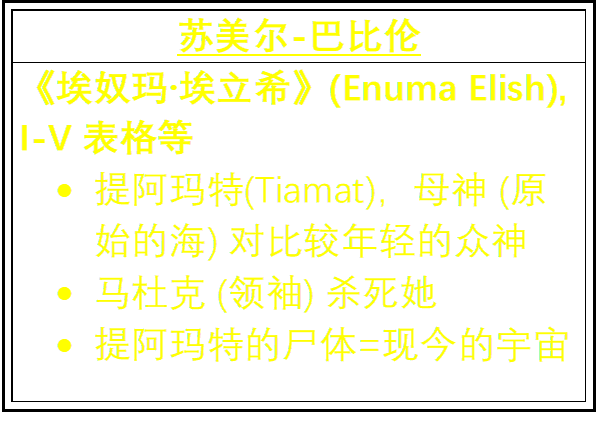 苏美尔-巴比伦
《埃奴玛·埃立希》(Enuma Elish),
I-V 表格等
• 提阿玛特(Tiamat)，母神 (原
始的海) 对比较年轻的众神
• 马杜克 (领袖) 杀死她
• 提阿玛特的尸体=现今的宇宙